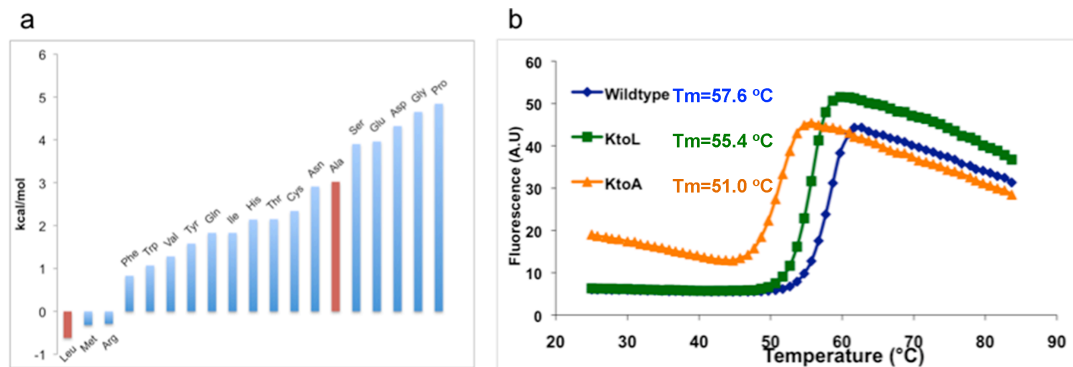 a
kcal/mol
6
5
4
3
2
1
0
-1
Leu
Met
Arg
Phe
Trp
Val
Tyr
Gln
Ile
His
Thr
Cys
Asn
Ala
Ser
Glu
Asp
Gly
Pro
b
Fluorescence (A.U)
60
50
40
30
20
10
0
Wildtype Tm=57.6 °C
KtoL Tm=55.4 °C
KtoA Tm=51.0 °C
20 30 40 50 60 70 80 90
Temperature (°C)